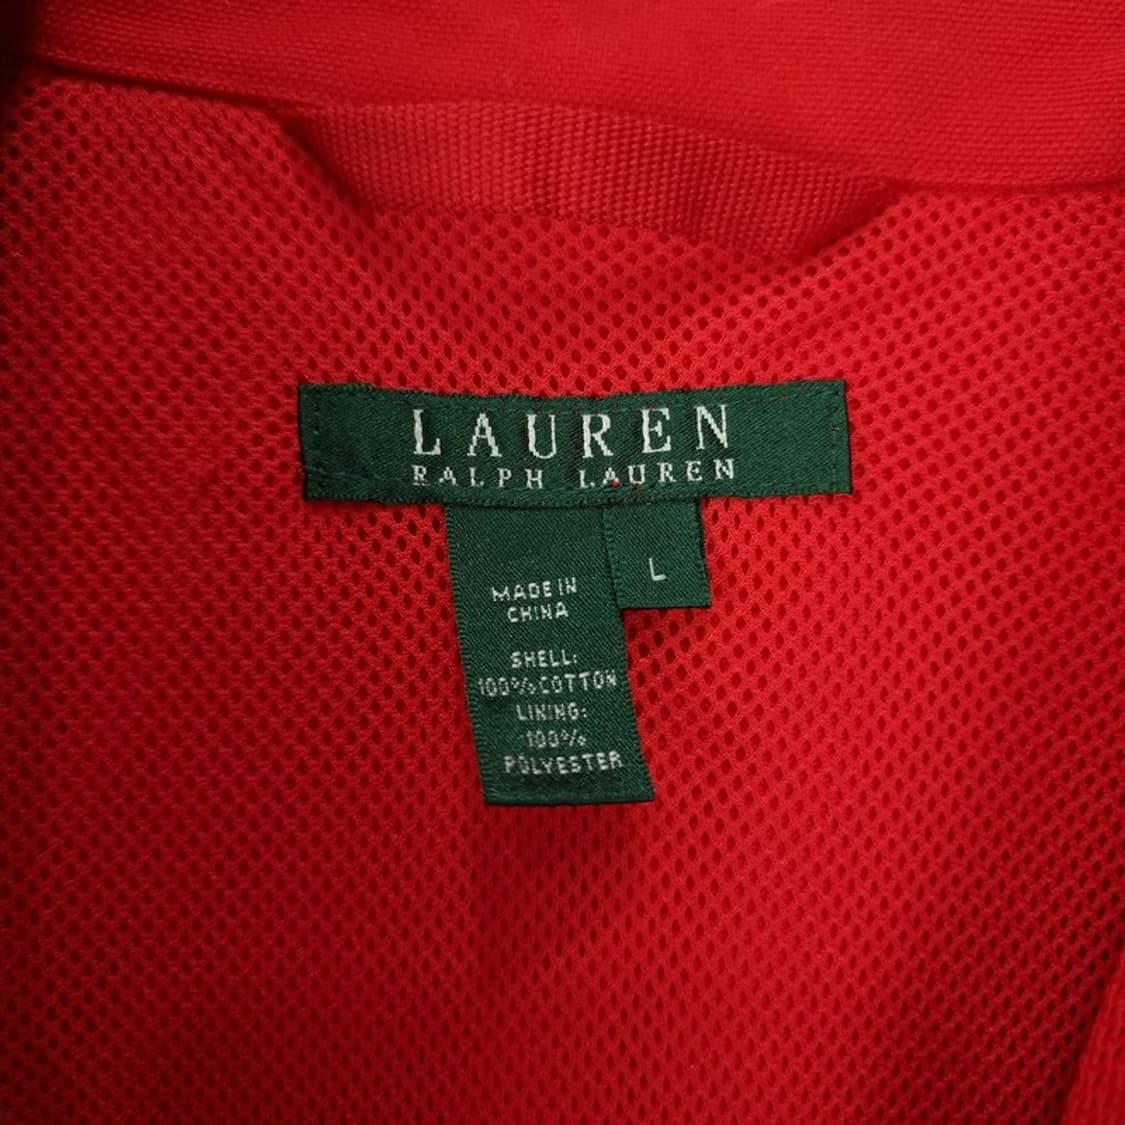 LAUREN
RALPH LAUREN
L
MADE IN
CHINA
SHELL:
100% COTTON
LINING:
100%
POLYESTER